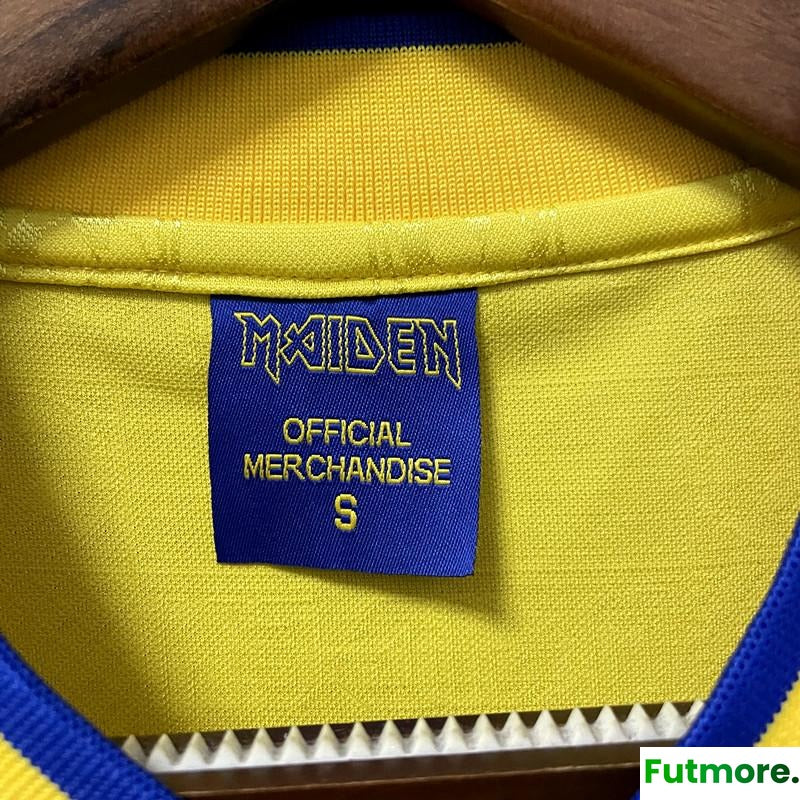 MAIDEN
OFFICIAL
MERCHANDISE
S
Futmore.